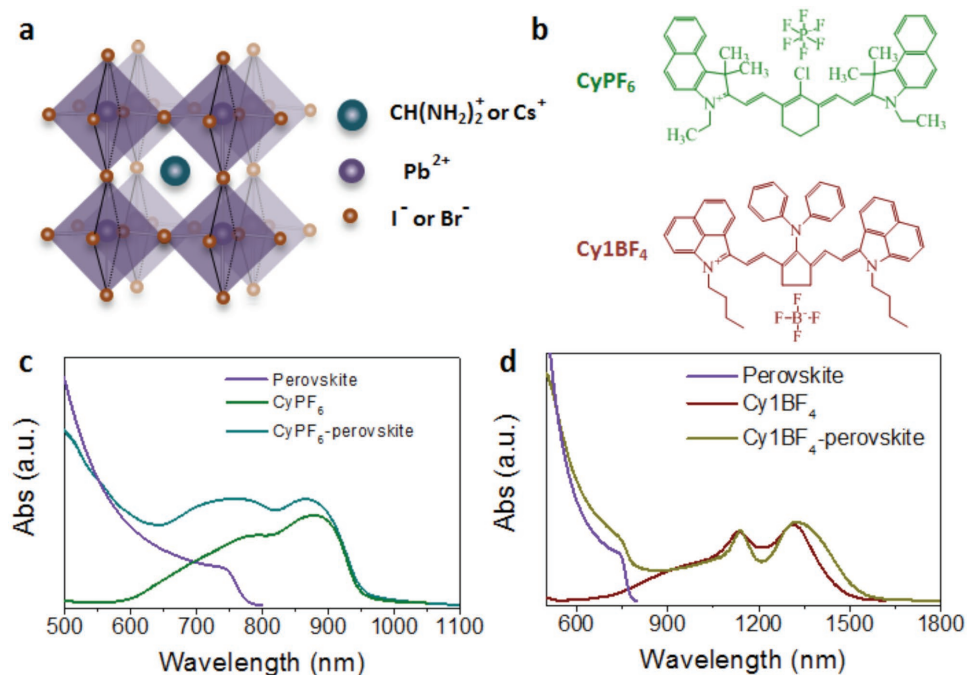 a
CH(NH₂)₂⁺ or Cs⁺
Pb²⁺
I⁻ or Br⁻
b
CyPF₆
F
F P⁻ F
F F
F
CH₃ Cl CH₃
CH₃ CH₃
N⁺ N
H₃C CH₃
Cy1BF₄
N
N⁺ N
F
F–B⁻–F
F
c
Perovskite
CyPF₆
CyPF₆-perovskite
Abs (a.u.)
500 600 700 800 900 1000 1100
Wavelength (nm)
d
Perovskite
Cy1BF₄
Cy1BF₄-perovskite
Abs (a.u.)
600 900 1200 1500 1800
Wavelength (nm)